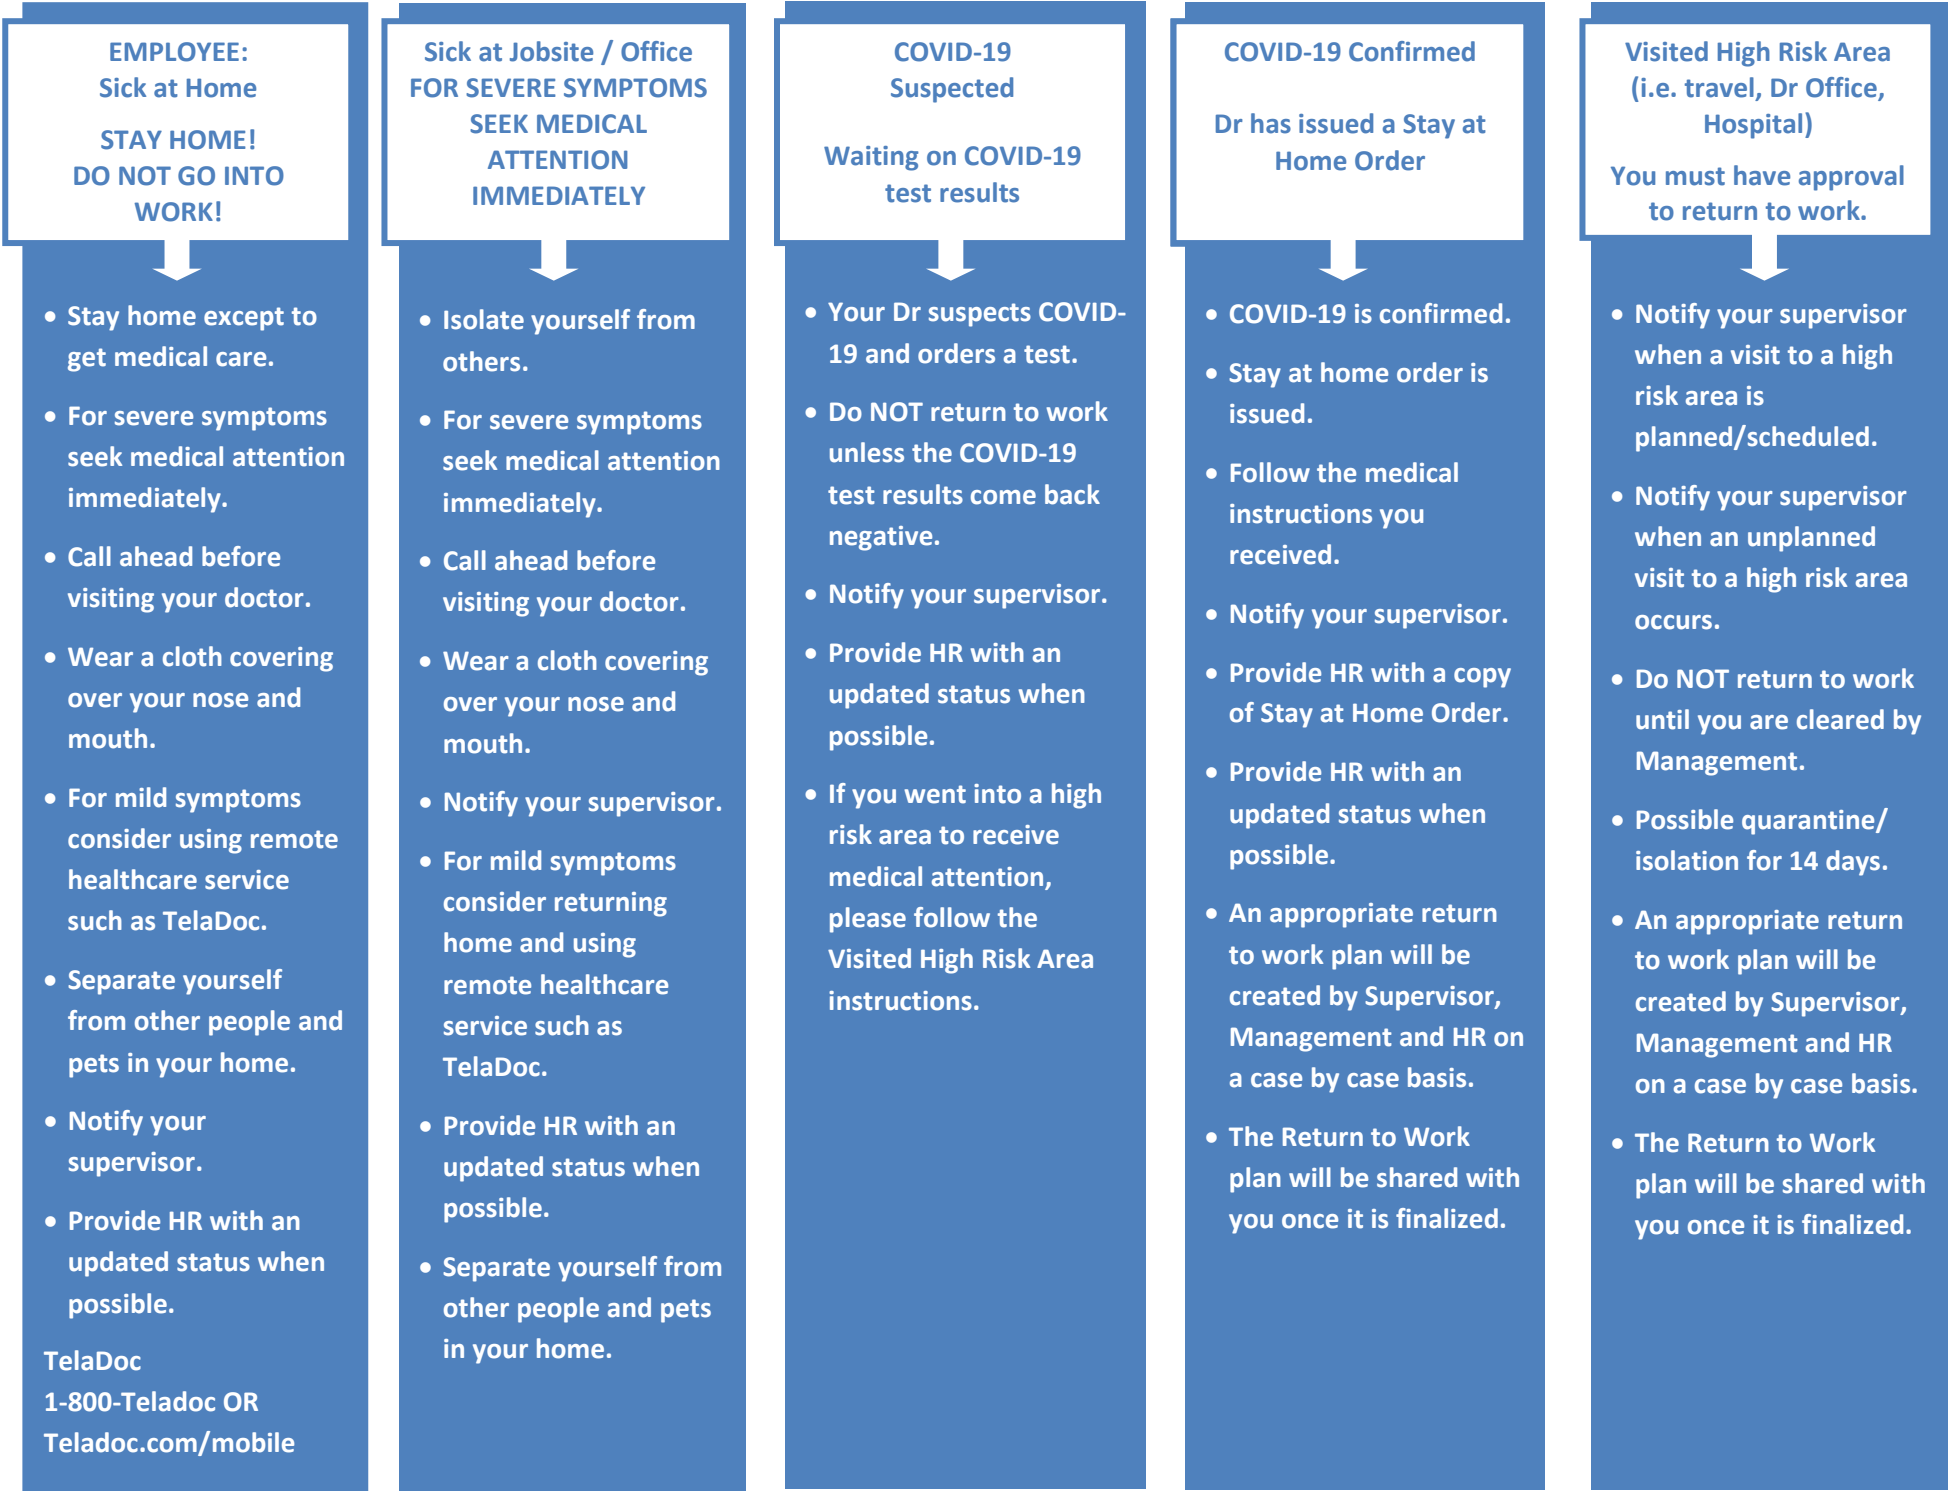 EMPLOYEE:
Sick at Home
STAY HOME!
DO NOT GO INTO
WORK!
• Stay home except to
get medical care.
• For severe symptoms
seek medical attention
immediately.
• Call ahead before
visiting your doctor.
• Wear a cloth covering
over your nose and
mouth.
• For mild symptoms
consider using remote
healthcare service
such as TelaDoc.
• Separate yourself
from other people and
pets in your home.
• Notify your
supervisor.
• Provide HR with an
updated status when
possible.
TelaDoc
1-800-Teladoc OR
Teladoc.com/mobile
Sick at Jobsite / Office
FOR SEVERE SYMPTOMS
SEEK MEDICAL
ATTENTION
IMMEDIATELY
• Isolate yourself from
others.
• For severe symptoms
seek medical attention
immediately.
• Call ahead before
visiting your doctor.
• Wear a cloth covering
over your nose and
mouth.
• Notify your supervisor.
• For mild symptoms
consider returning
home and using
remote healthcare
service such as
TelaDoc.
• Provide HR with an
updated status when
possible.
• Separate yourself from
other people and pets
in your home.
COVID-19
Suspected
Waiting on COVID-19
test results
• Your Dr suspects COVID-
19 and orders a test.
• Do NOT return to work
unless the COVID-19
test results come back
negative.
• Notify your supervisor.
• Provide HR with an
updated status when
possible.
• If you went into a high
risk area to receive
medical attention,
please follow the
Visited High Risk Area
instructions.
COVID-19 Confirmed
Dr has issued a Stay at
Home Order
• COVID-19 is confirmed.
• Stay at home order is
issued.
• Follow the medical
instructions you
received.
• Notify your supervisor.
• Provide HR with a copy
of Stay at Home Order.
• Provide HR with an
updated status when
possible.
• An appropriate return
to work plan will be
created by Supervisor,
Management and HR on
a case by case basis.
• The Return to Work
plan will be shared with
you once it is finalized.
Visited High Risk Area
(i.e. travel, Dr Office,
Hospital)
You must have approval
to return to work.
• Notify your supervisor
when a visit to a high
risk area is
planned/scheduled.
• Notify your supervisor
when an unplanned
visit to a high risk area
occurs.
• Do NOT return to work
until you are cleared by
Management.
• Possible quarantine/
isolation for 14 days.
• An appropriate return
to work plan will be
created by Supervisor,
Management and HR
on a case by case basis.
• The Return to Work
plan will be shared with
you once it is finalized.